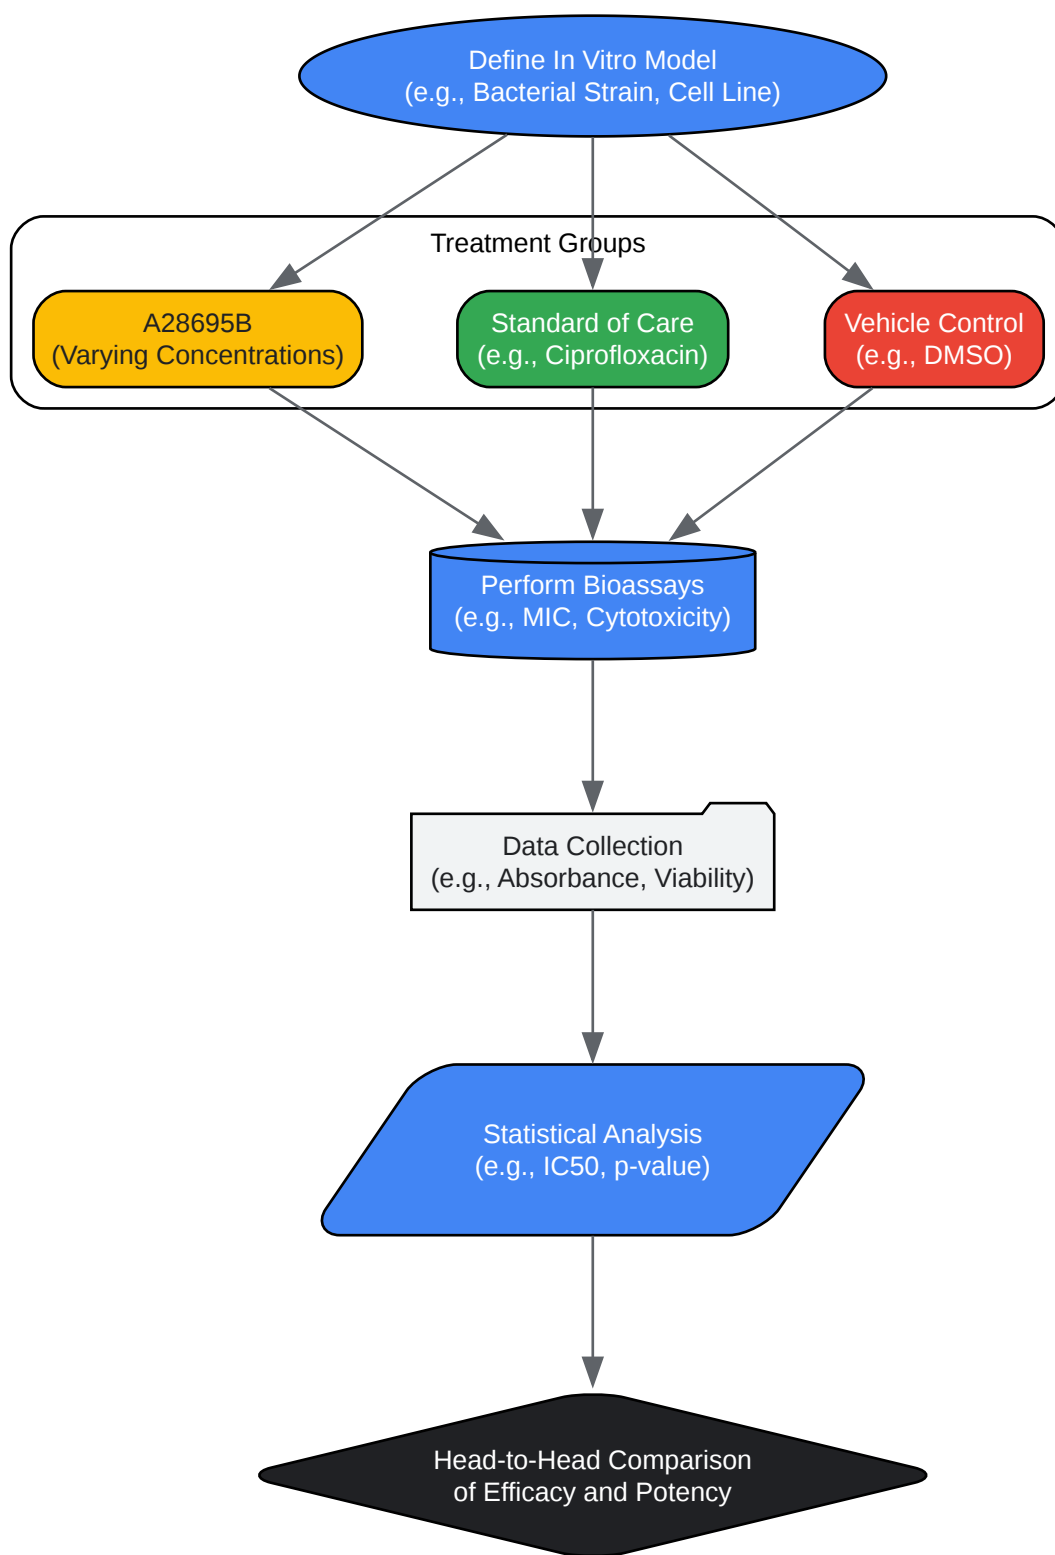 Define In Vitro Model
(e.g., Bacterial Strain, Cell Line)
Treatment Groups
A28695B
(Varying Concentrations)
Standard of Care
(e.g., Ciprofloxacin)
Vehicle Control
(e.g., DMSO)
Perform Bioassays
(e.g., MIC, Cytotoxicity)
Data Collection
(e.g., Absorbance, Viability)
Statistical Analysis
(e.g., IC50, p-value)
Head-to-Head Comparison
of Efficacy and Potency